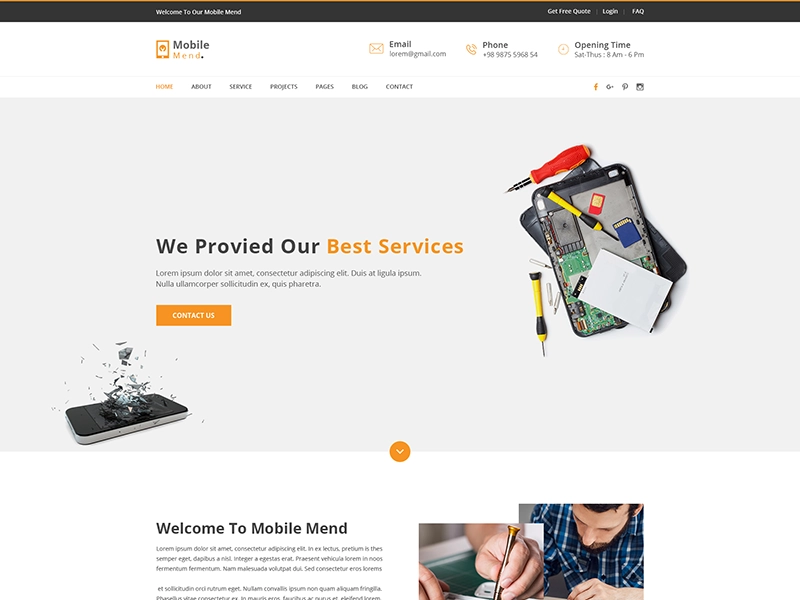 Welcome To Our Mobile Mend
Get Free Quote | Login | FAQ
Mobile
Mend.
Email
lorem@gmail.com
Phone
+98 9875 5968 54
Opening Time
Sat-Thus : 8 Am - 6 Pm
HOME ABOUT SERVICE PROJECTS PAGES BLOG CONTACT
We Provied Our Best Services
Lorem ipsum dolor sit amet, consectetur adipiscing elit. Duis at ligula ipsum.
Nulla ullamcorper sollicitudin ex, quis pharetra.
CONTACT US
Welcome To Mobile Mend
Lorem ipsum dolor sit amet, consectetur adipiscing elit. In ex lectus, pretium is thes
semper eget, dapibus a nisl. Integer a egestas erat. Praesent vehicula in lorem
fermentum fermentum. Nam malesuada volutpat dui. Sed consectetur eros lorems
et sollicitudin orci rutrum eget. Nullam convallis ipsum non quam aliquam fringilla.
Phasellus vitae consectetur ex. In mauris eros, faucibus ac purus et, eleifend cursus